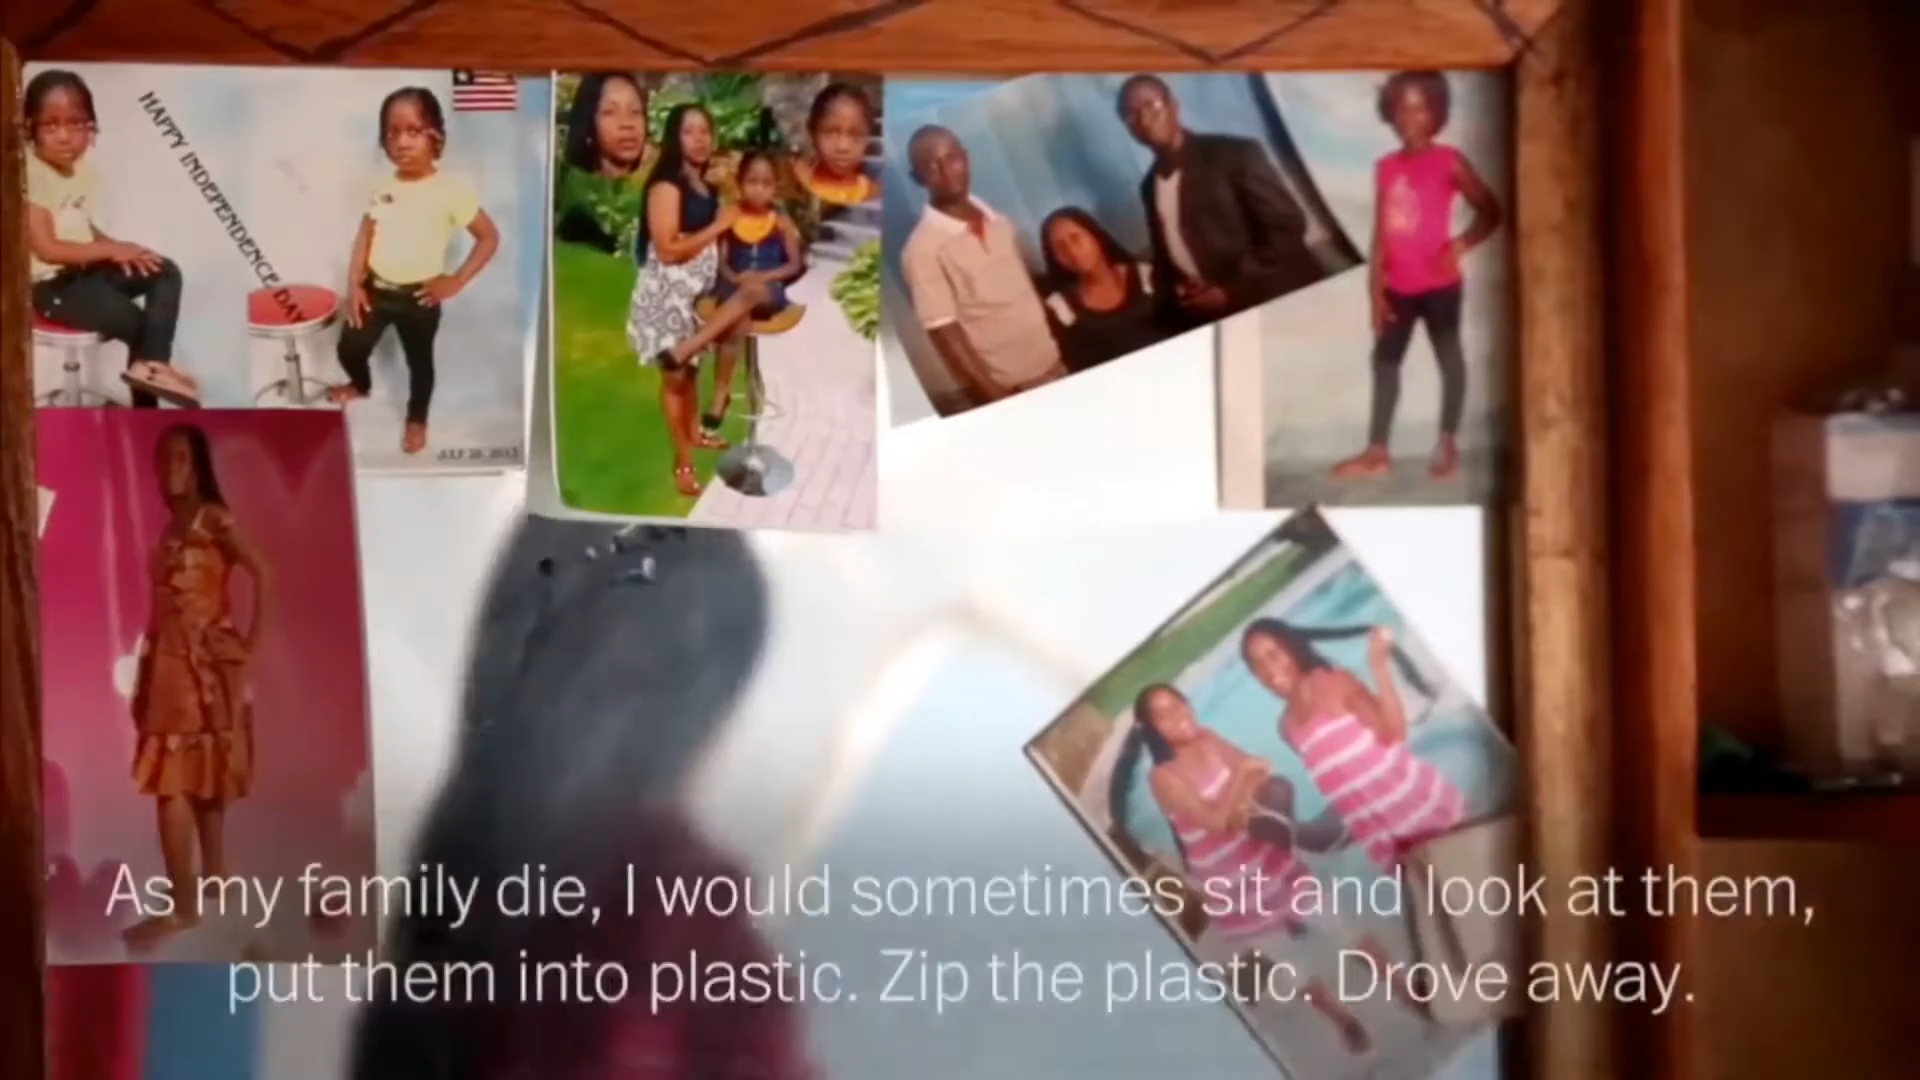 HAPPY INDEPENDENCE DAY
As my family die, I would sometimes sit and look at them,
put them into plastic. Zip the plastic. Drove away.